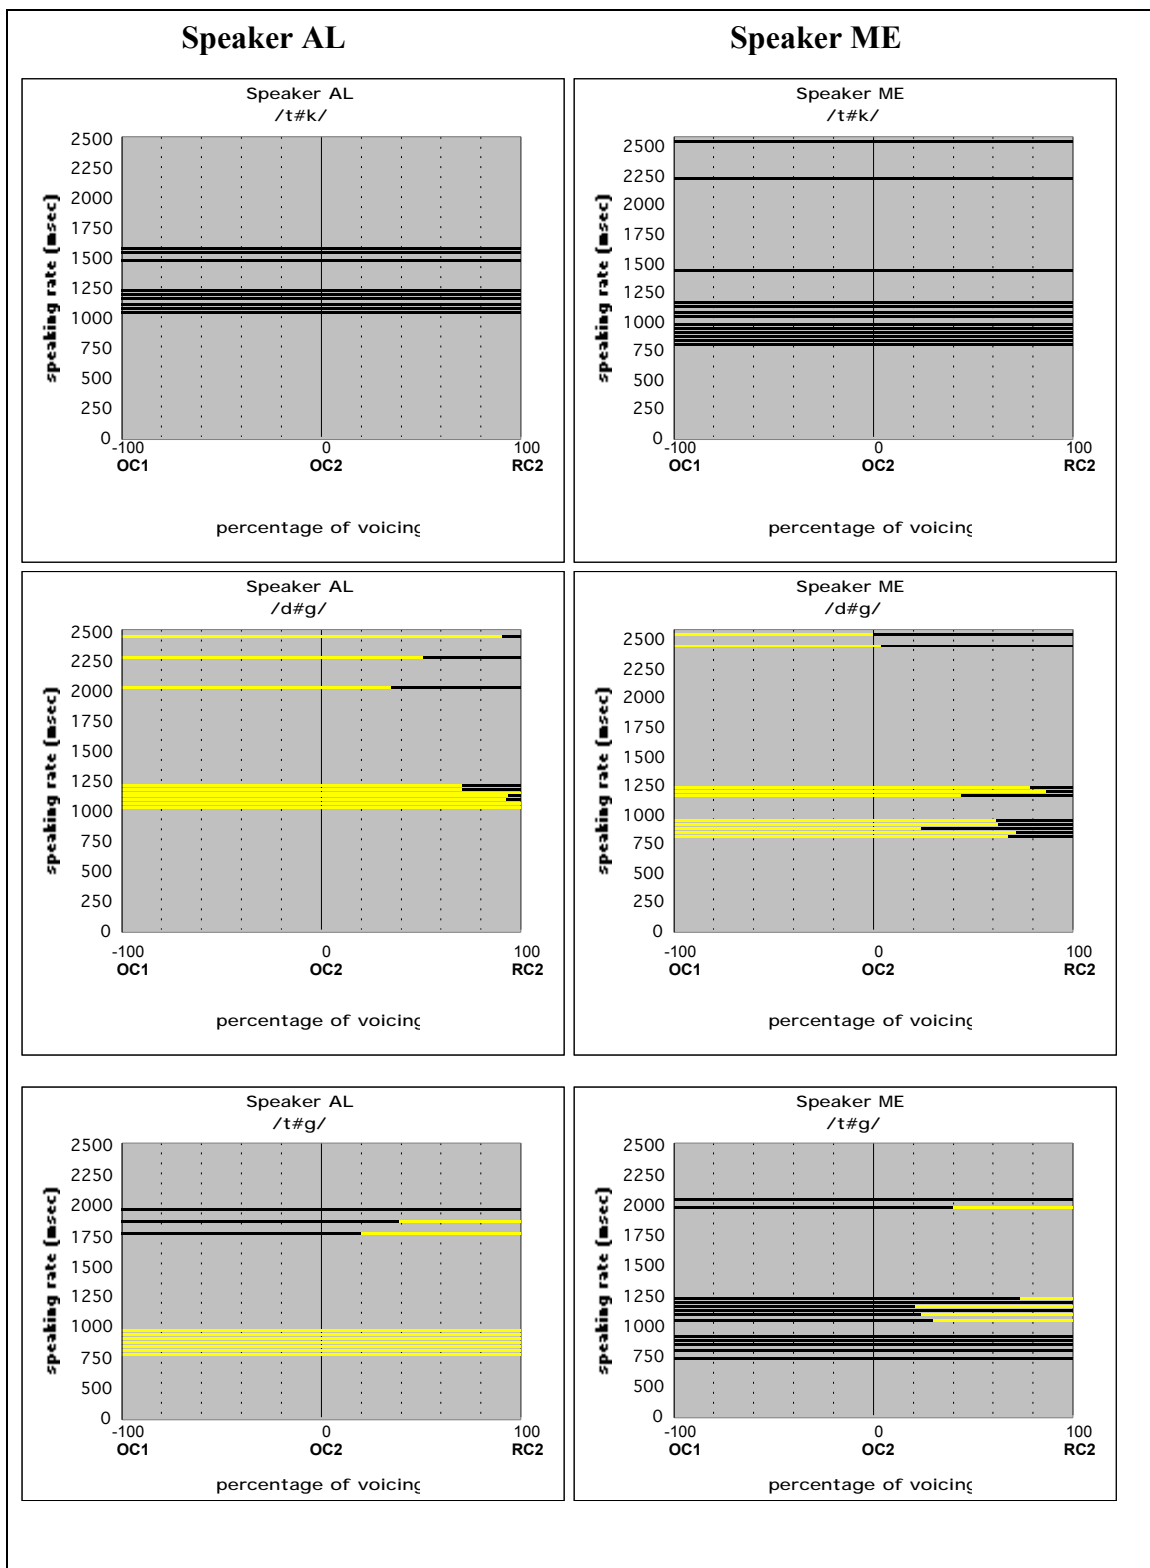 Speaker AL
Speaker ME
Speaker AL
/t#k/
2500
2250
2000
1750
1500
1250
1000
750
500
250
0
speaking rate (msec)
-100
0
100
OC1
OC2
RC2
percentage of voicing
Speaker ME
/t#k/
2500
2250
2000
1750
1500
1250
1000
750
500
250
0
speaking rate (msec)
-100
0
100
OC1
OC2
RC2
percentage of voicing
Speaker AL
/d#g/
2500
2250
2000
1750
1500
1250
1000
750
500
250
0
speaking rate (msec)
-100
0
100
OC1
OC2
RC2
percentage of voicing
Speaker ME
/d#g/
2500
2250
2000
1750
1500
1250
1000
750
500
250
0
speaking rate (msec)
-100
0
100
OC1
OC2
RC2
percentage of voicing
Speaker AL
/t#g/
2500
2250
2000
1750
1500
1250
1000
750
500
250
0
speaking rate (msec)
-100
0
100
OC1
OC2
RC2
percentage of voicing
Speaker ME
/t#g/
2500
2250
2000
1750
1500
1250
1000
750
500
250
0
speaking rate (msec)
-100
0
100
OC1
OC2
RC2
percentage of voicing